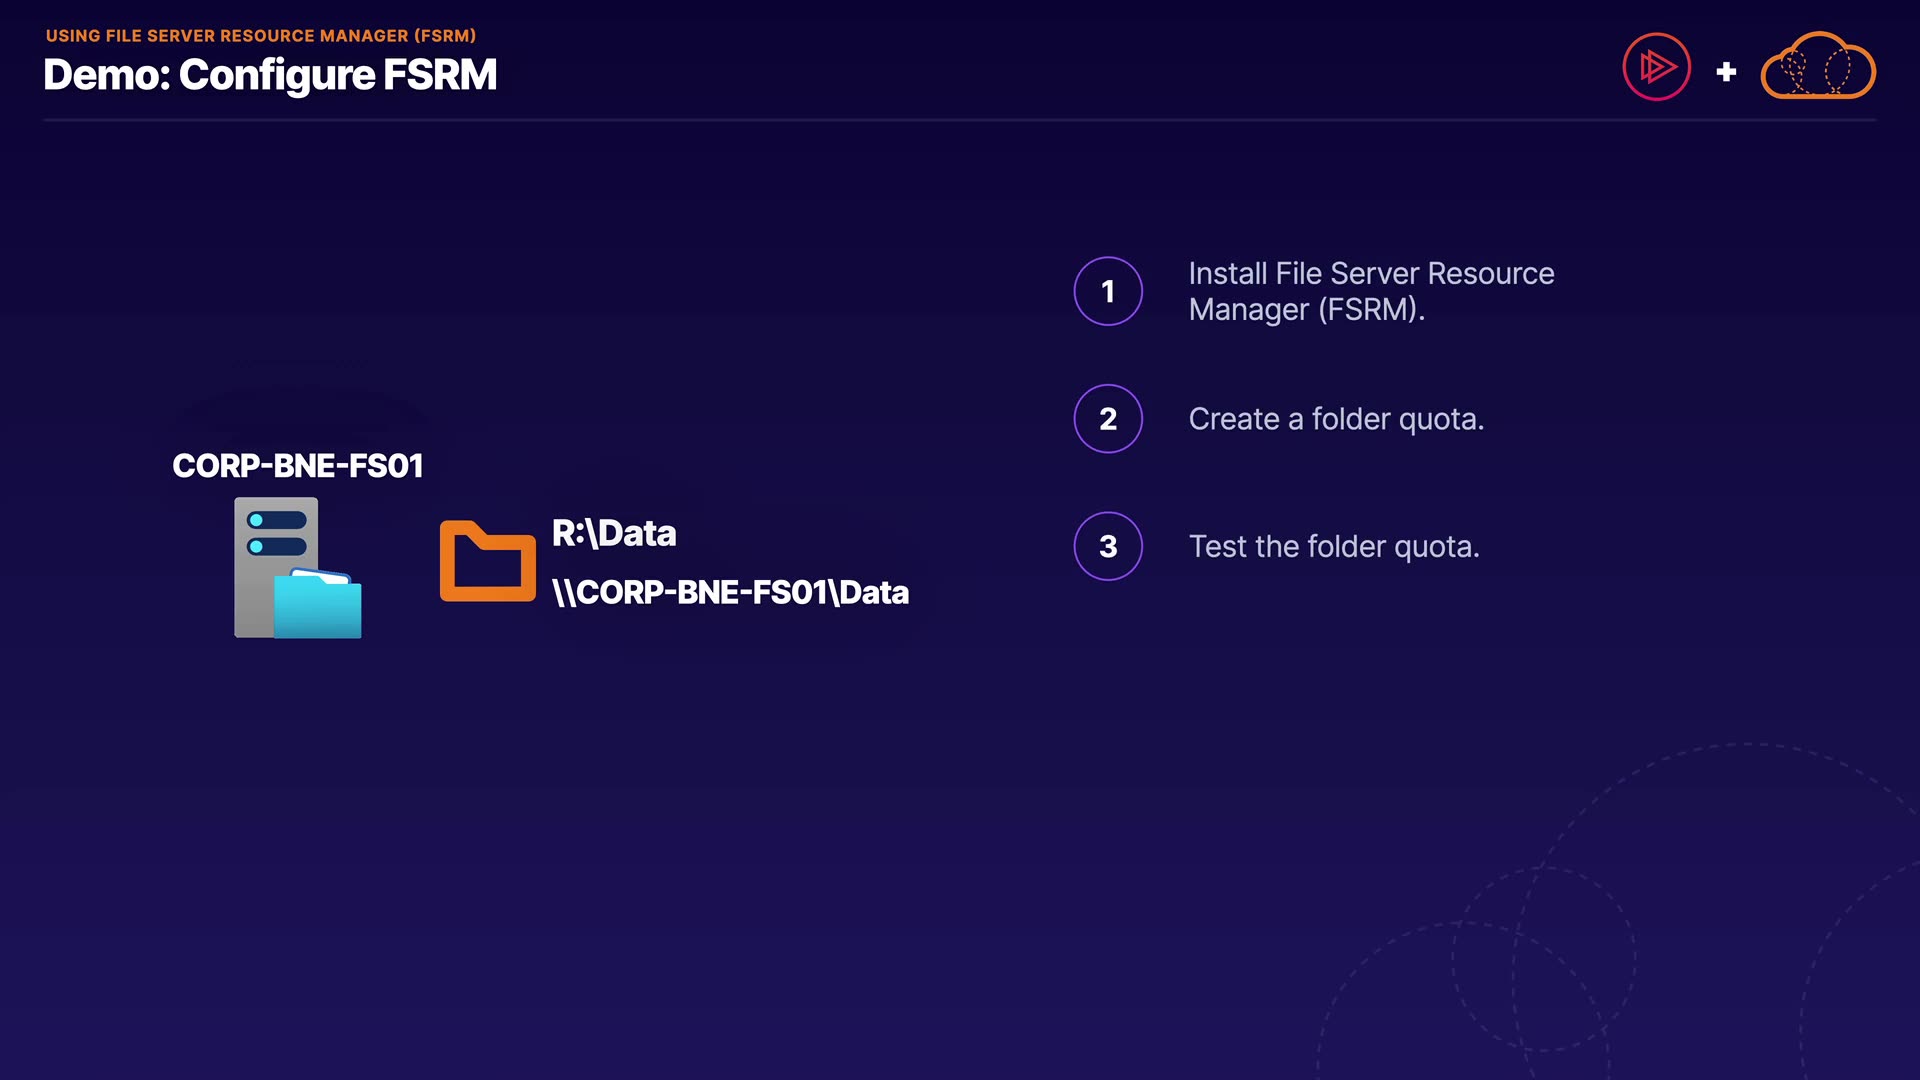 USING FILE SERVER RESOURCE MANAGER (FSRM)
Demo: Configure FSRM
+
CORP-BNE-FS01
R:\Data
\\CORP-BNE-FS01\Data
1
Install File Server Resource
Manager (FSRM).
2
Create a folder quota.
3
Test the folder quota.